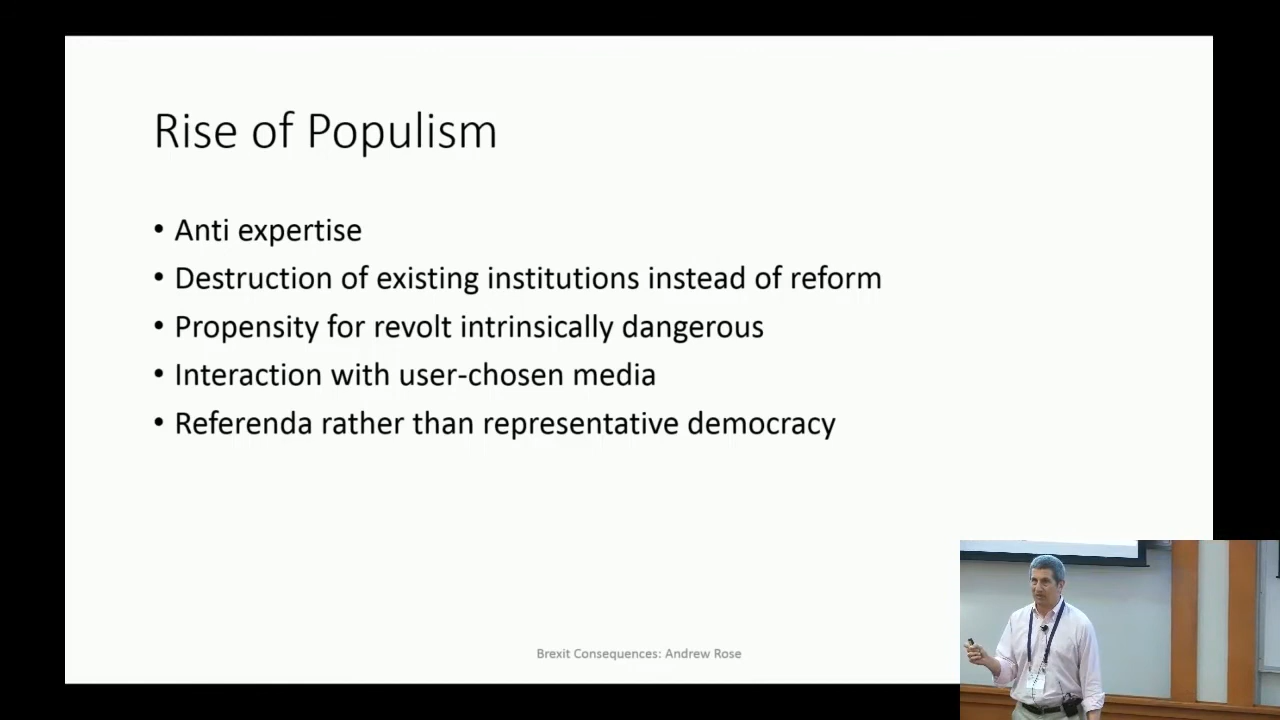 Rise of Populism
• Anti expertise
• Destruction of existing institutions instead of reform
• Propensity for revolt intrinsically dangerous
• Interaction with user-chosen media
• Referenda rather than representative democracy
Brexit Consequences: Andrew Rose